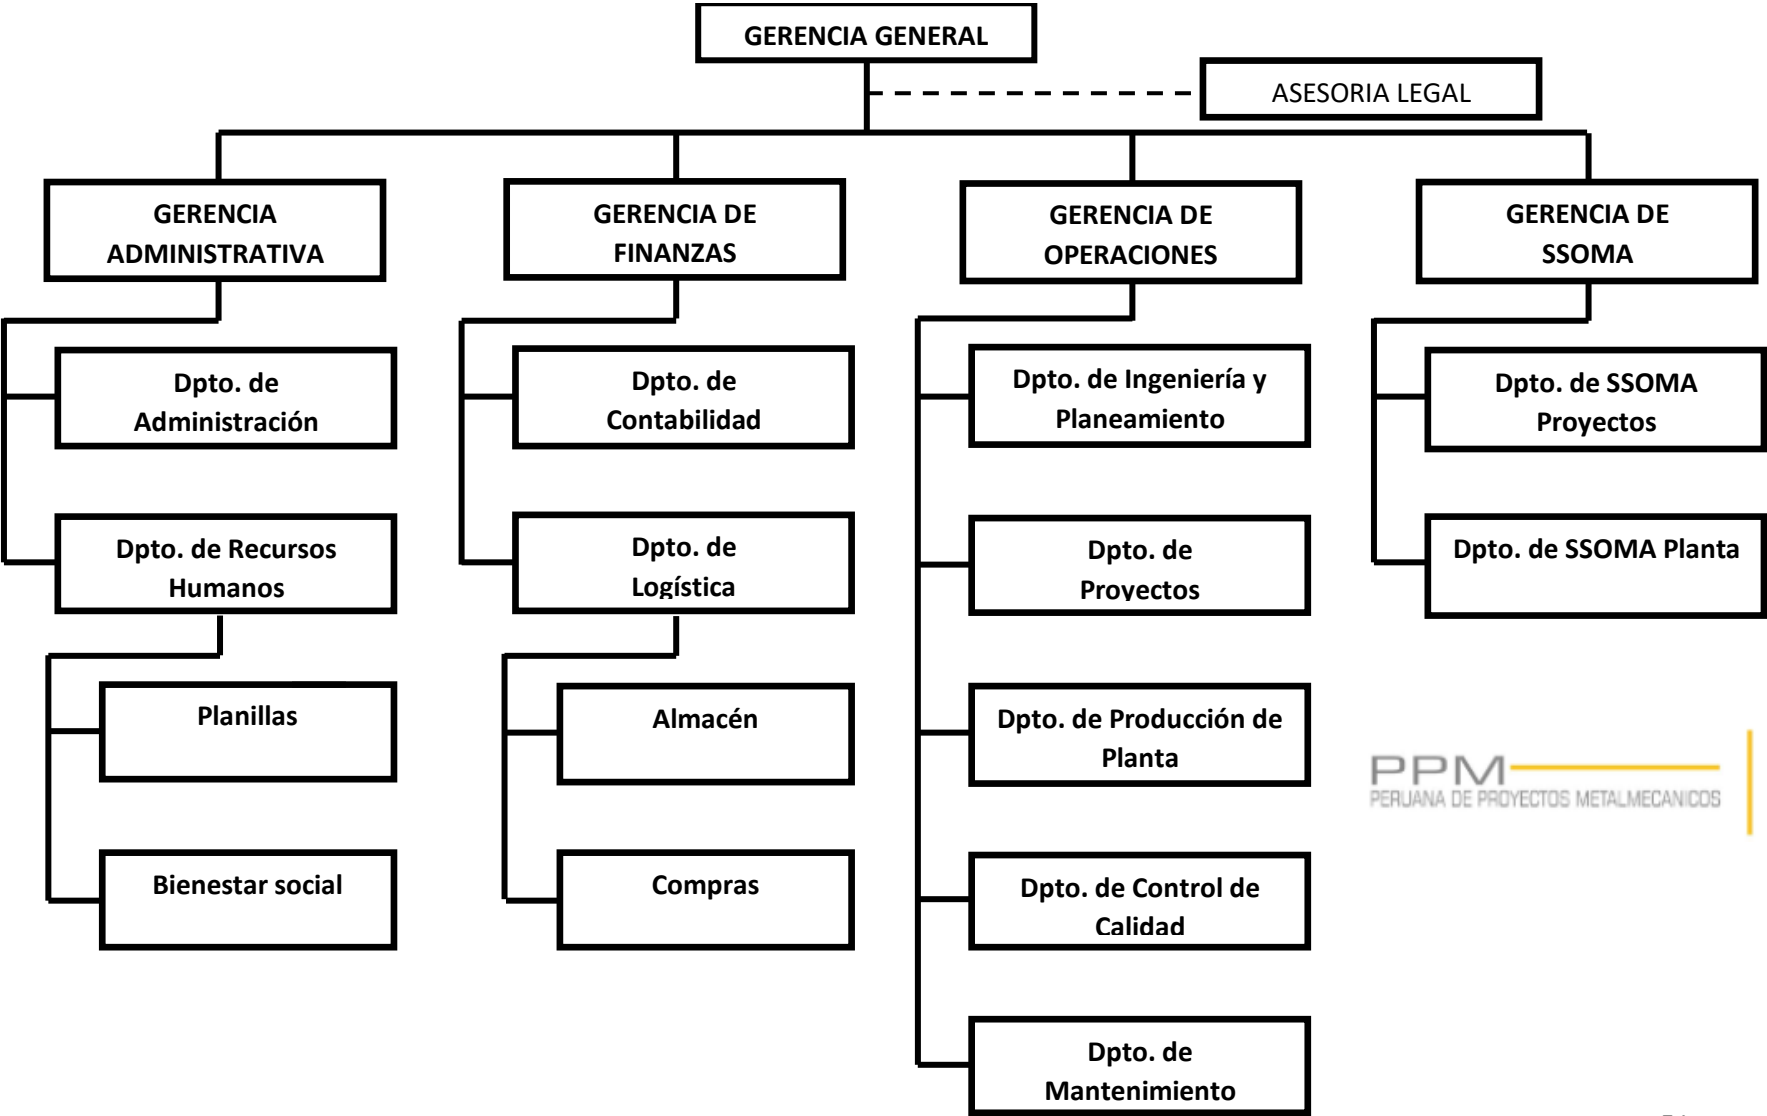 GERENCIA GENERAL
ASESORIA LEGAL
GERENCIA
ADMINISTRATIVA
GERENCIA DE
FINANZAS
GERENCIA DE
OPERACIONES
GERENCIA DE
SSOMA
Dpto. de
Administración
Dpto. de
Contabilidad
Dpto. de Ingeniería y
Planeamiento
Dpto. de SSOMA
Proyectos
Dpto. de Recursos
Humanos
Dpto. de
Logística
Dpto. de
Proyectos
Dpto. de SSOMA Planta
Planillas
Almacén
Dpto. de Producción de
Planta
PPM
PERUANA DE PROYECTOS METALMECANICOS
Bienestar social
Compras
Dpto. de Control de
Calidad
Dpto. de
Mantenimiento